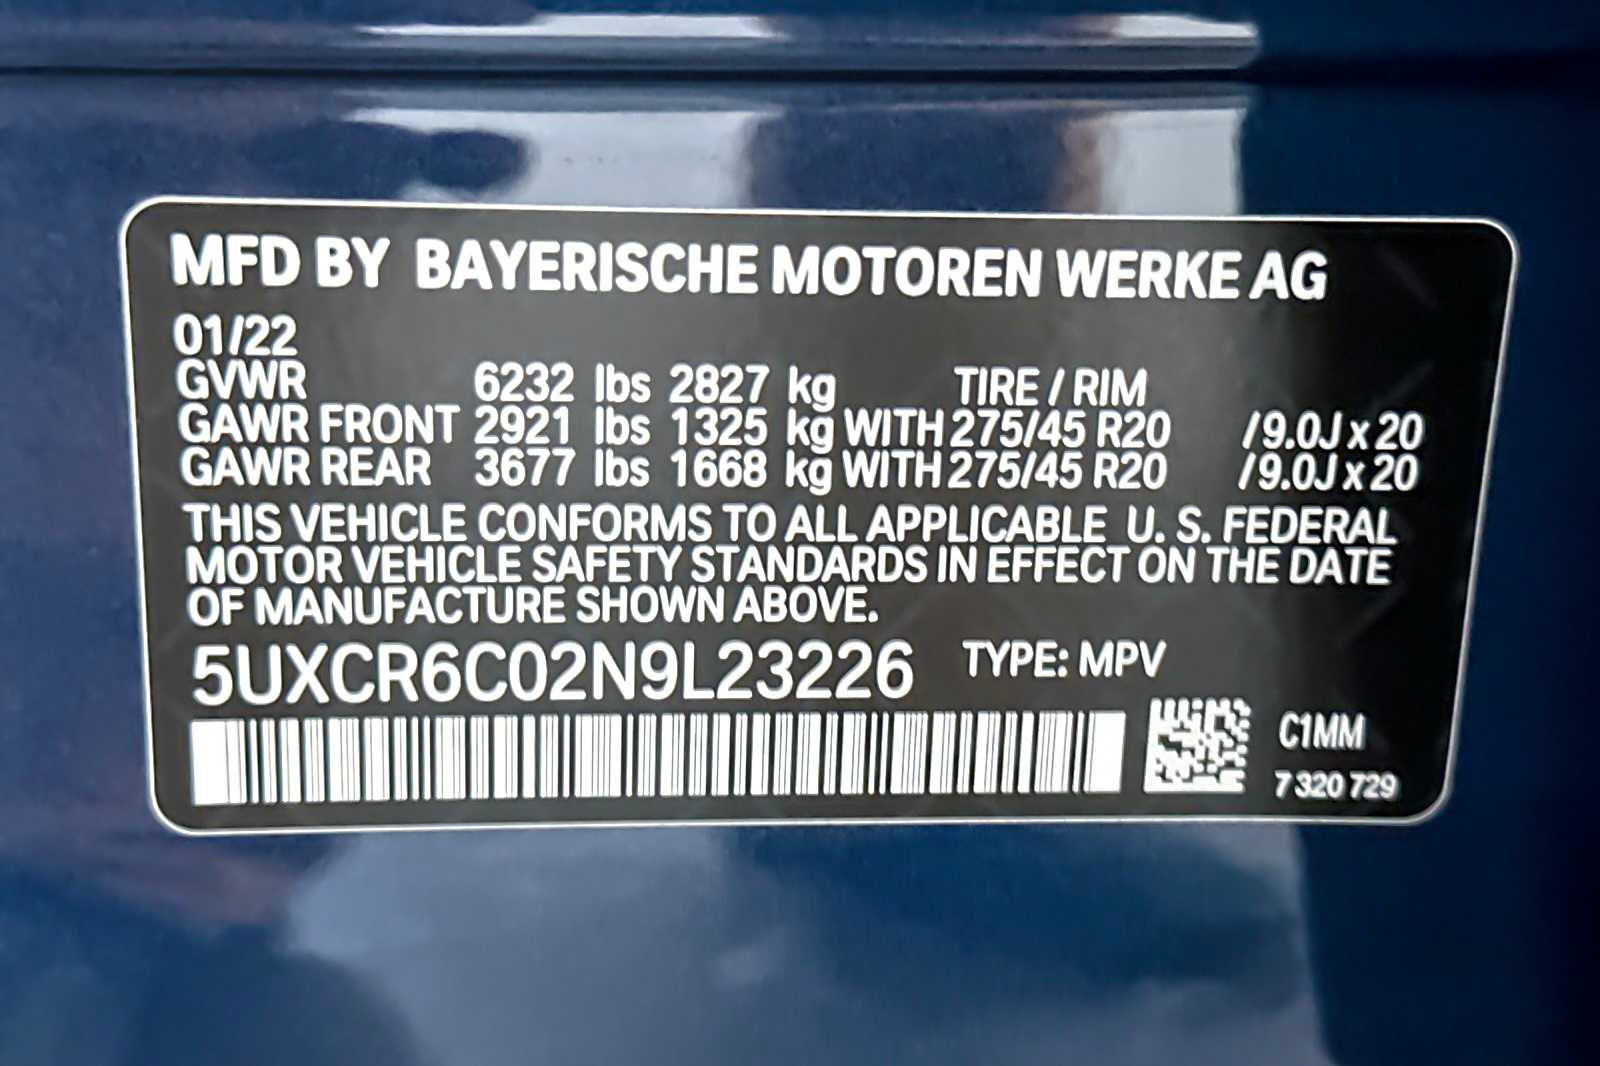 MFD BY BAYERISCHE MOTOREN WERKE AG
01/22
GVWR 6232 lbs 2827 kg TIRE / RIM
GAWR FRONT 2921 lbs 1325 kg WITH 275/45 R20 /9.0J x 20
GAWR REAR 3677 lbs 1668 kg WITH 275/45 R20 /9.0J x 20
THIS VEHICLE CONFORMS TO ALL APPLICABLE U. S. FEDERAL
MOTOR VEHICLE SAFETY STANDARDS IN EFFECT ON THE DATE
OF MANUFACTURE SHOWN ABOVE.
5UXCR6C02N9L23226 TYPE: MPV
C1MM
7 320 729